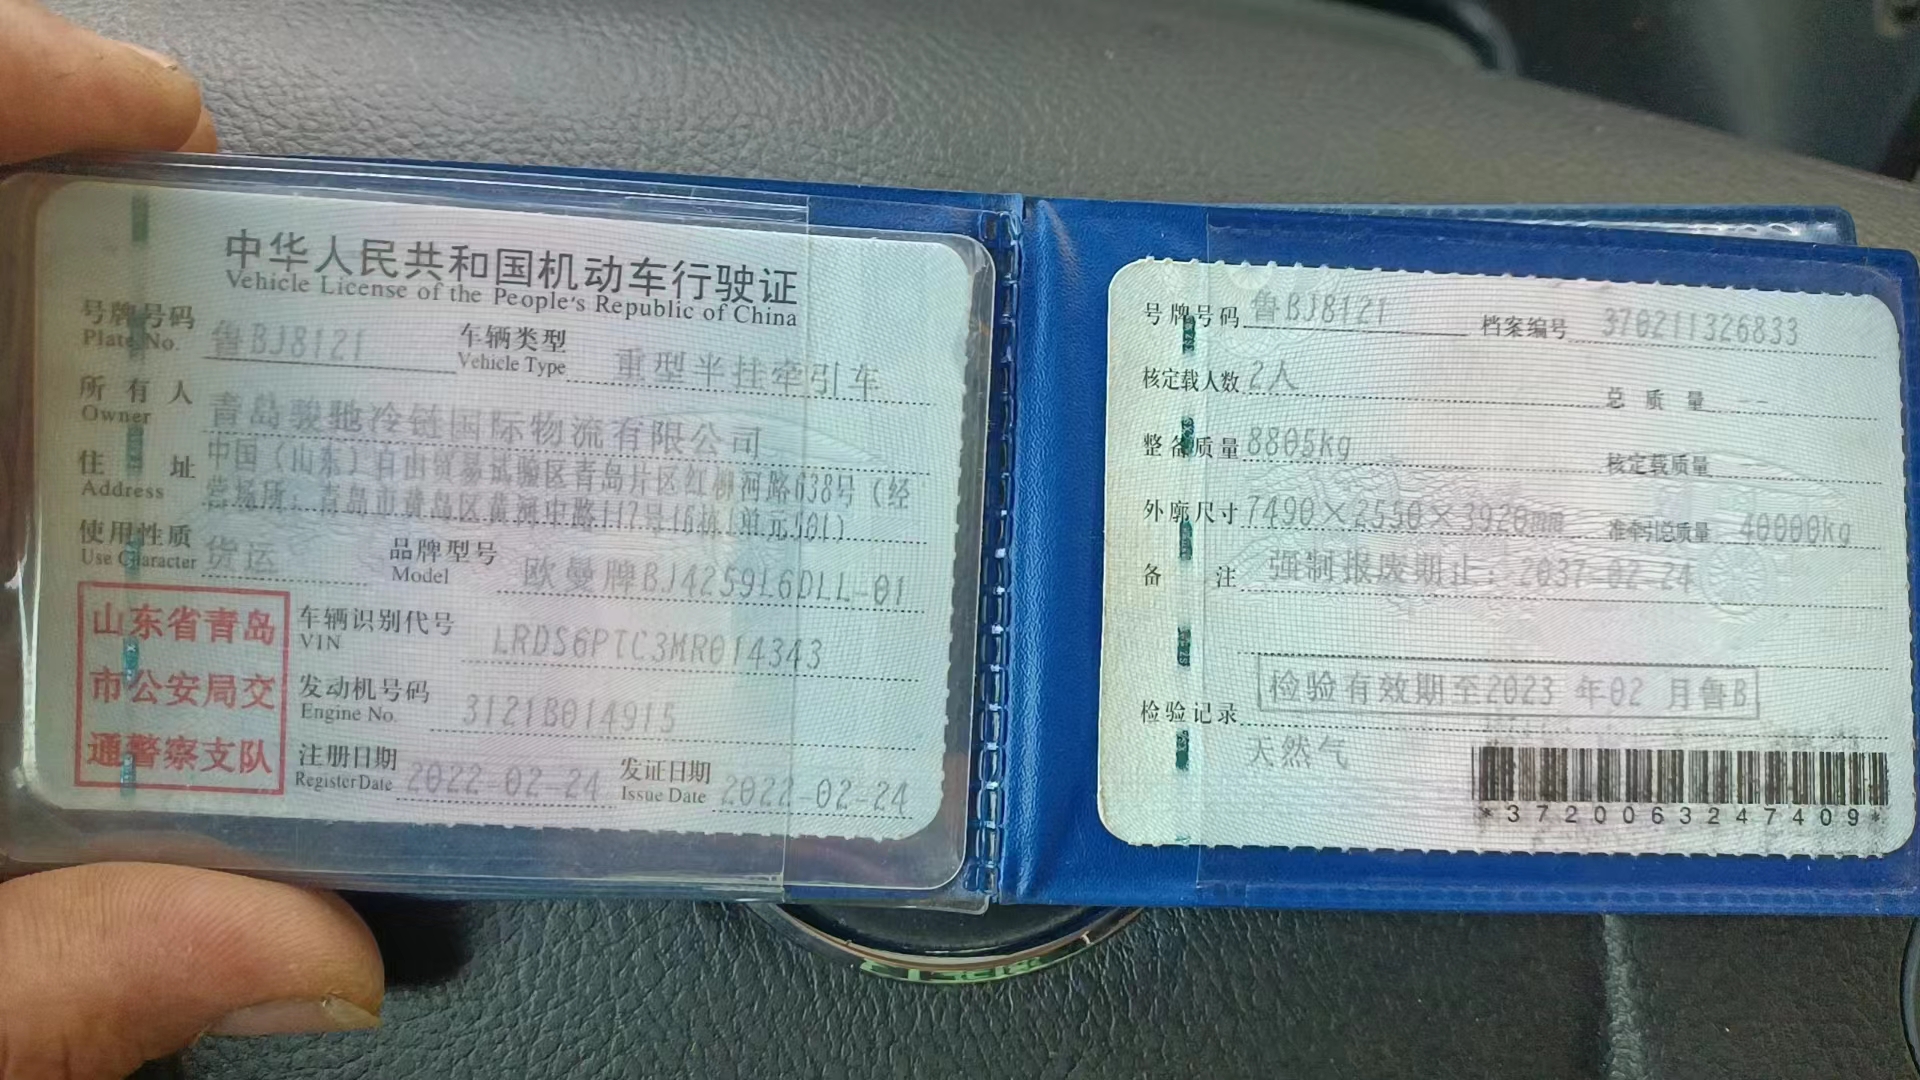 中华人民共和国机动车行驶证
Vehicle License of the People's Republic of China
号牌号码 鲁BJ8121 车辆类型 重型半挂牵引车
Plate No. Vehicle Type
所有人 青岛骏驰冷链国际物流有限公司
Owner
住址 中国（山东）自由贸易试验区青岛片区红柳河路638号（经
Address 营场所：青岛市黄岛区黄河中路117号16栋1单元501）
使用性质 货运 品牌型号 欧曼牌BJ4259L6DLL-01
Use Character Model
山东省青岛
市公安局交
通警察支队
车辆识别代号 LRDS6PTC3MR014343
VIN
发动机号码 3121B014915
Engine No.
注册日期 2022-02-24 发证日期 2022-02-24
Register Date Issue Date
号牌号码 鲁BJ8121 档案编号 370211326833
核定载人数 2人 总质量 --
整备质量 8805kg 核定载质量 --
外廓尺寸 7490×2550×3920mm 准牵引总质量 40000kg
备注 强制报废期止：2037-02-24
检验有效期至2023 年02 月鲁B
检验记录
天然气
*3720063247409*